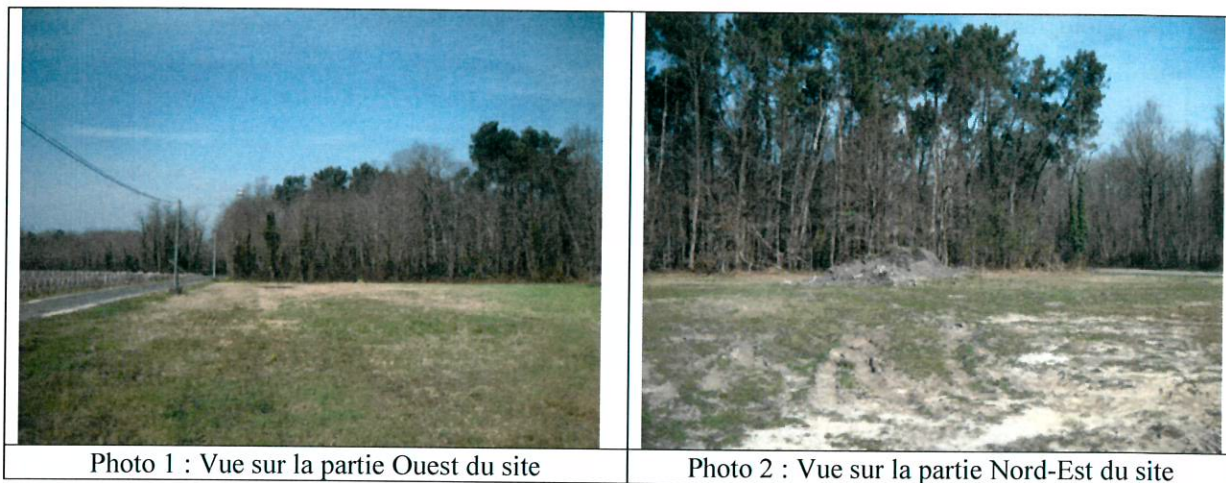 Photo 1 : Vue sur la partie Ouest du site
Photo 2 : Vue sur la partie Nord-Est du site